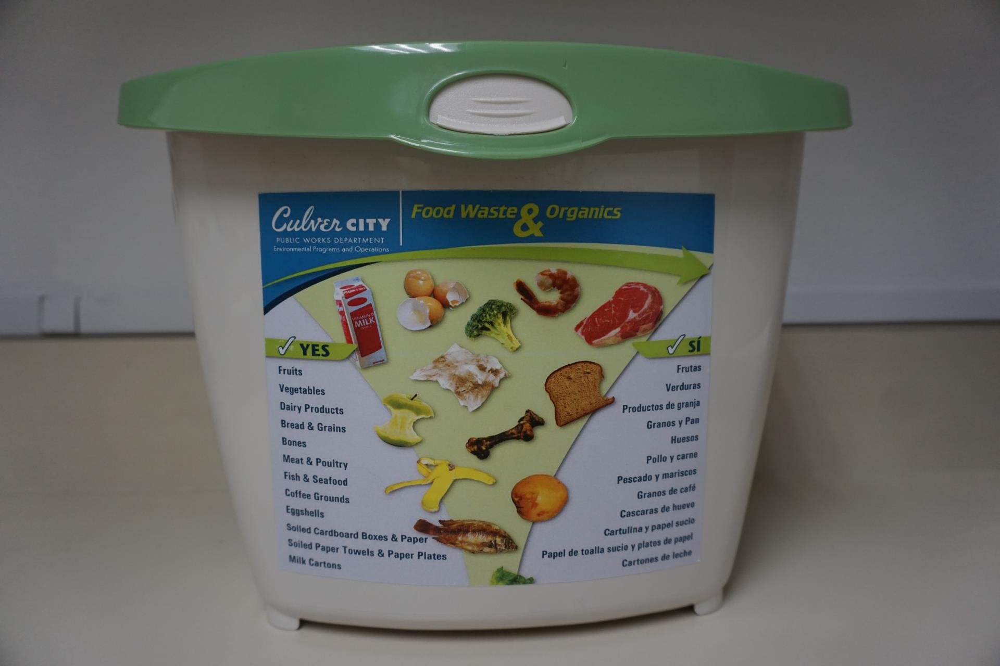 Culver CITY
PUBLIC WORKS DEPARTMENT
Environmental Programs and Operations
Food Waste & Organics
VITAMIN D
MILK
YES
Fruits
Vegetables
Dairy Products
Bread & Grains
Bones
Meat & Poultry
Fish & Seafood
Coffee Grounds
Eggshells
Soiled Cardboard Boxes & Paper
Soiled Paper Towels & Paper Plates
Milk Cartons
SÍ
Frutas
Verduras
Productos de granja
Granos y Pan
Huesos
Pollo y carne
Pescado y mariscos
Granos de café
Cascaras de huevo
Cartulina y papel sucio
Papel de toalla sucio y platos de papel
Cartones de leche